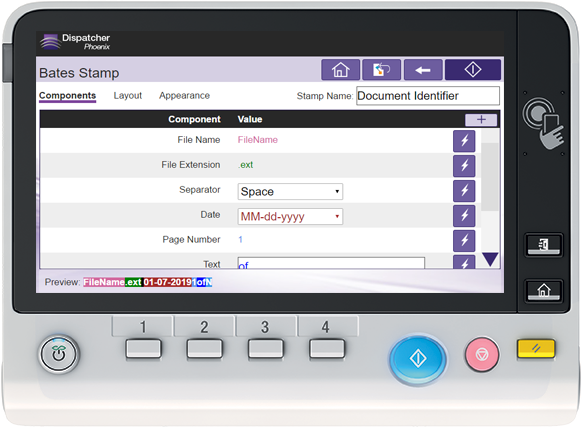 Dispatcher
Phoenix
Bates Stamp
Components Layout Appearance Stamp Name: Document Identifier
Component Value +
File Name FileName
File Extension .ext
Separator Space
Date MM-dd-yyyy
Page Number 1
Text of
Preview: FileName.ext 01-07-20191ofN
1 2 3 4